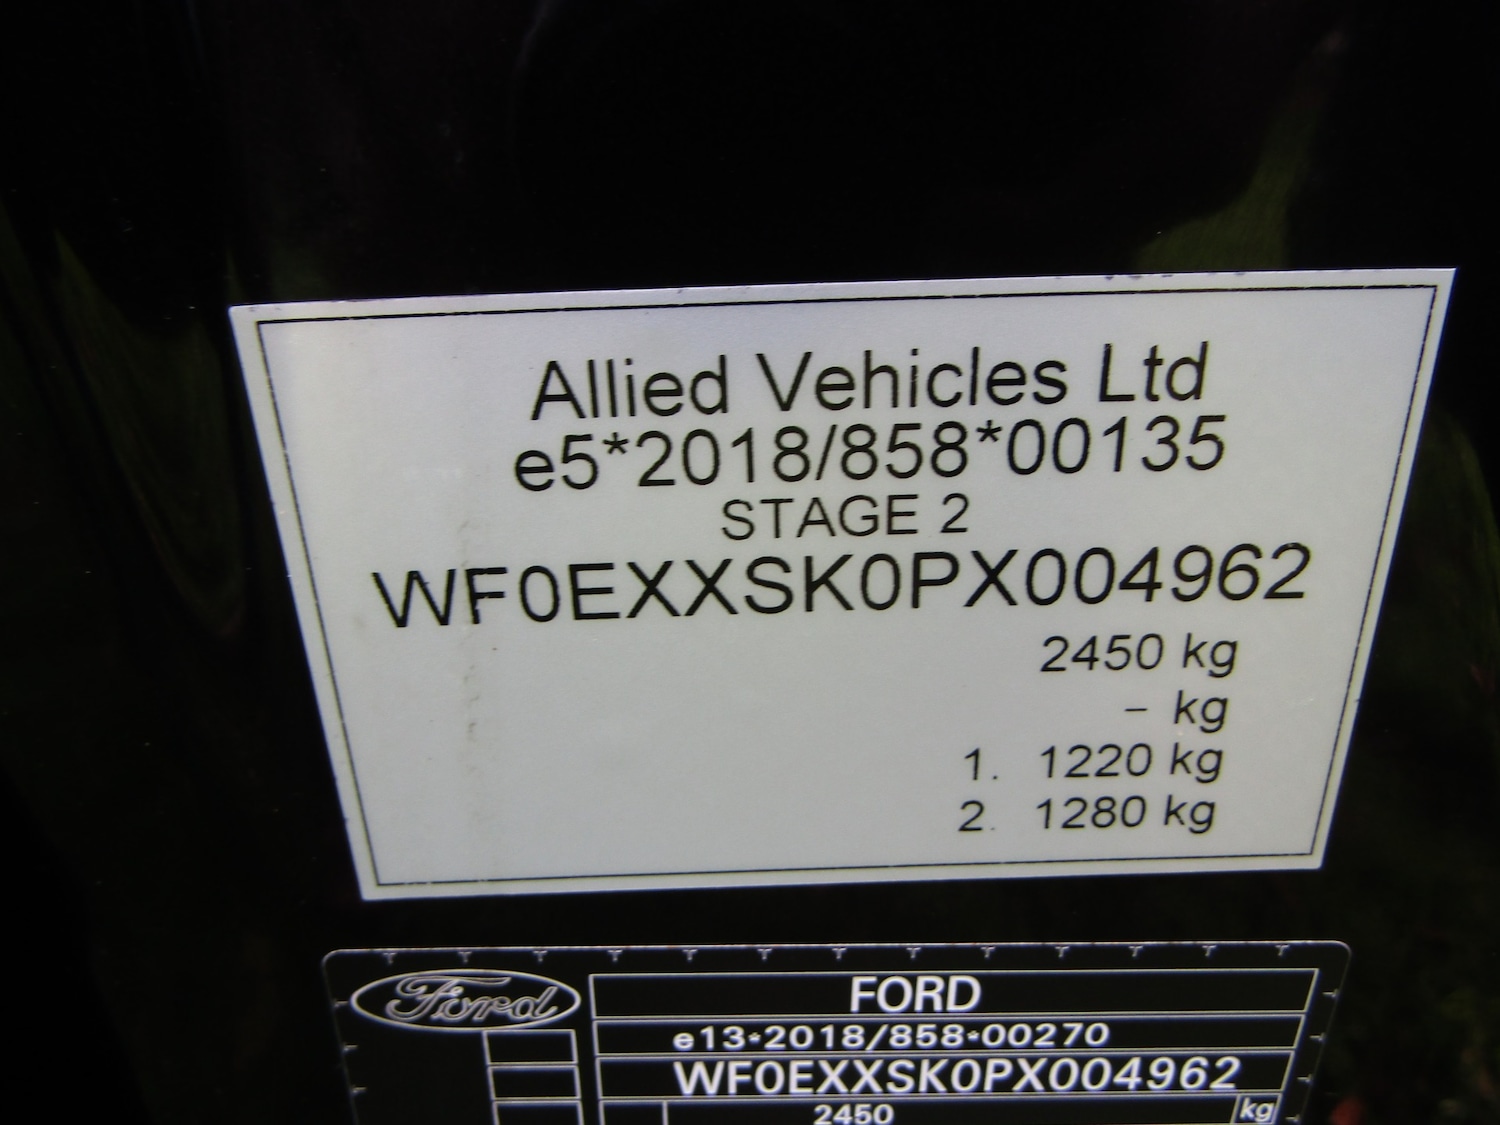 Allied Vehicles Ltd
e5*2018/858*00135
STAGE 2
WF0EXXSK0PX004962
2450 kg
– kg
1. 1220 kg
2. 1280 kg
Ford
FORD
e13*2018/858*00270
WF0EXXSK0PX004962
2450 kg